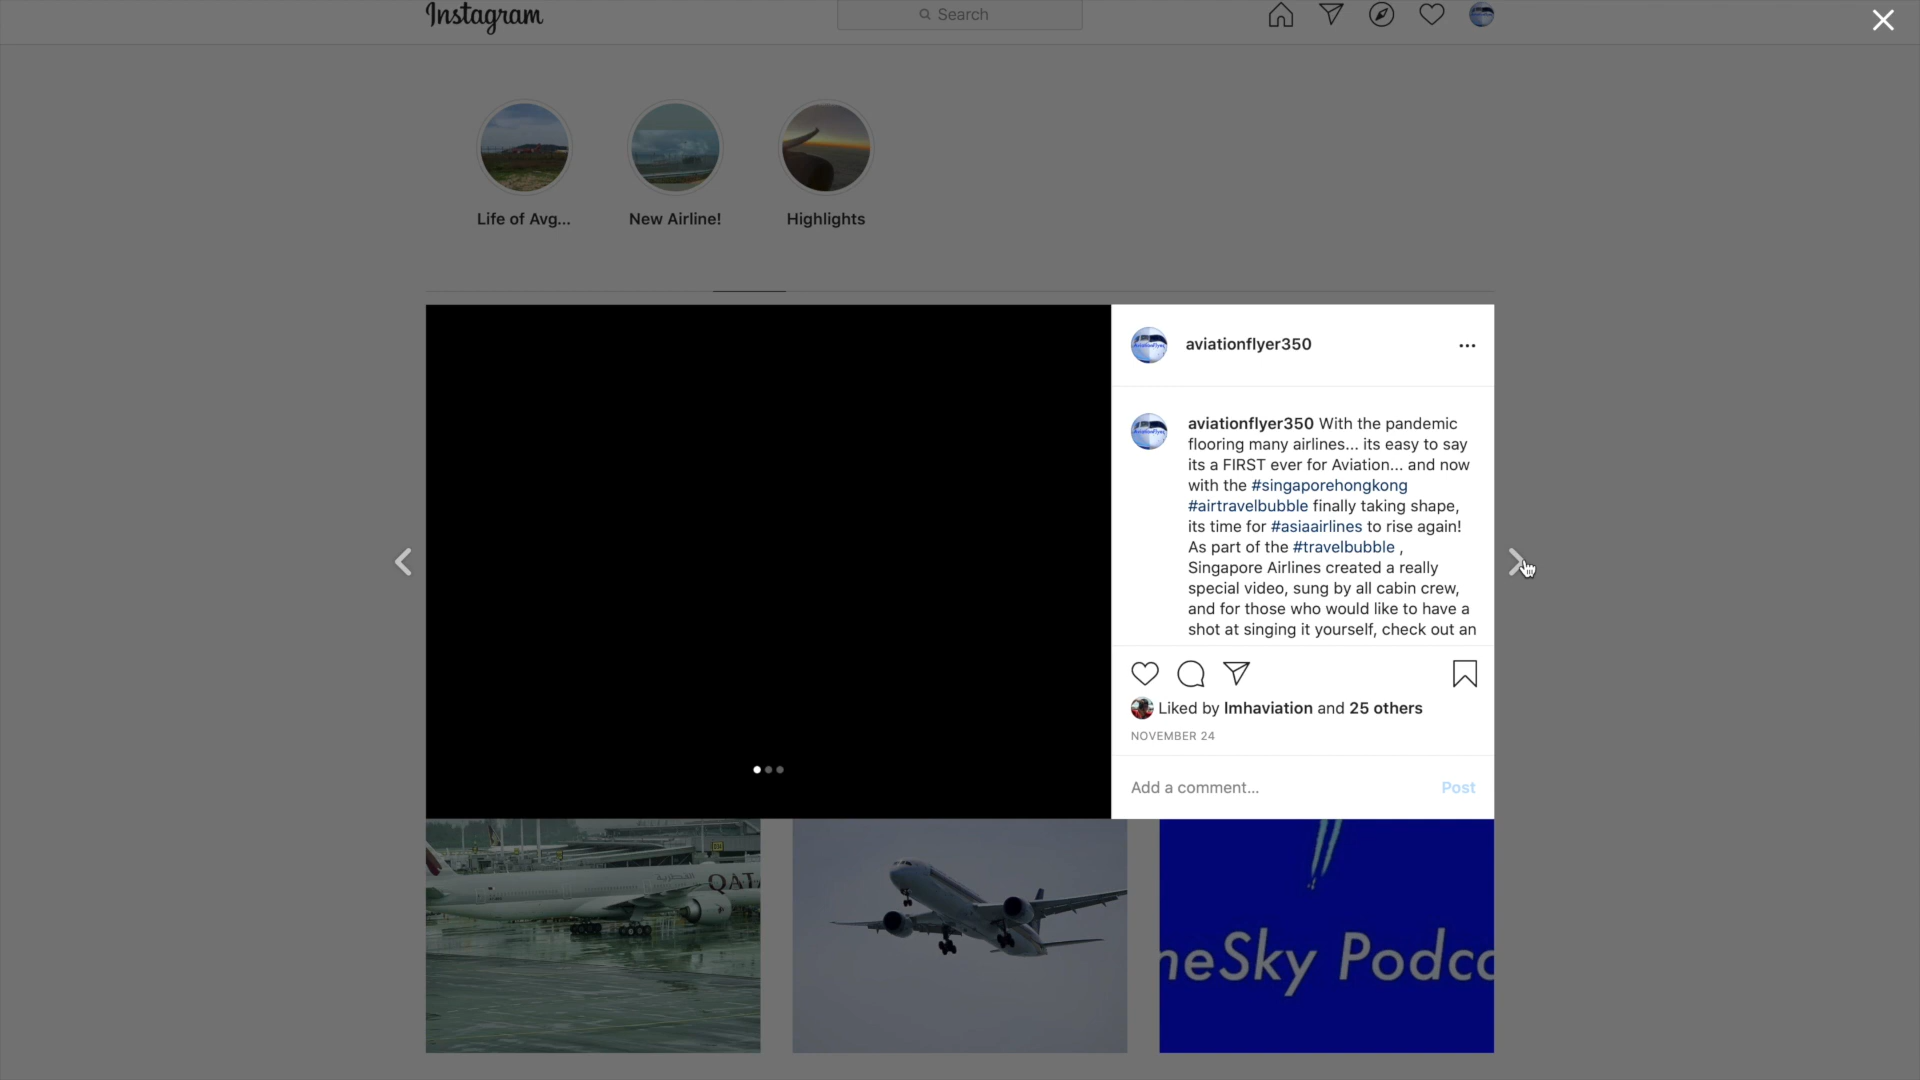 Instagram
Search
Life of Avg...
New Airline!
Highlights
aviationflyer350
aviationflyer350 With the pandemic
flooring many airlines... its easy to say
its a FIRST ever for Aviation... and now
with the #singaporehongkong
#airtravelbubble finally taking shape,
its time for #asiaairlines to rise again!
As part of the #travelbubble ,
Singapore Airlines created a really
special video, sung by all cabin crew,
and for those who would like to have a
shot at singing it yourself, check out an
Liked by lmhaviation and 25 others
NOVEMBER 24
Add a comment...
Post
القطرية
QAT
neSky Podca